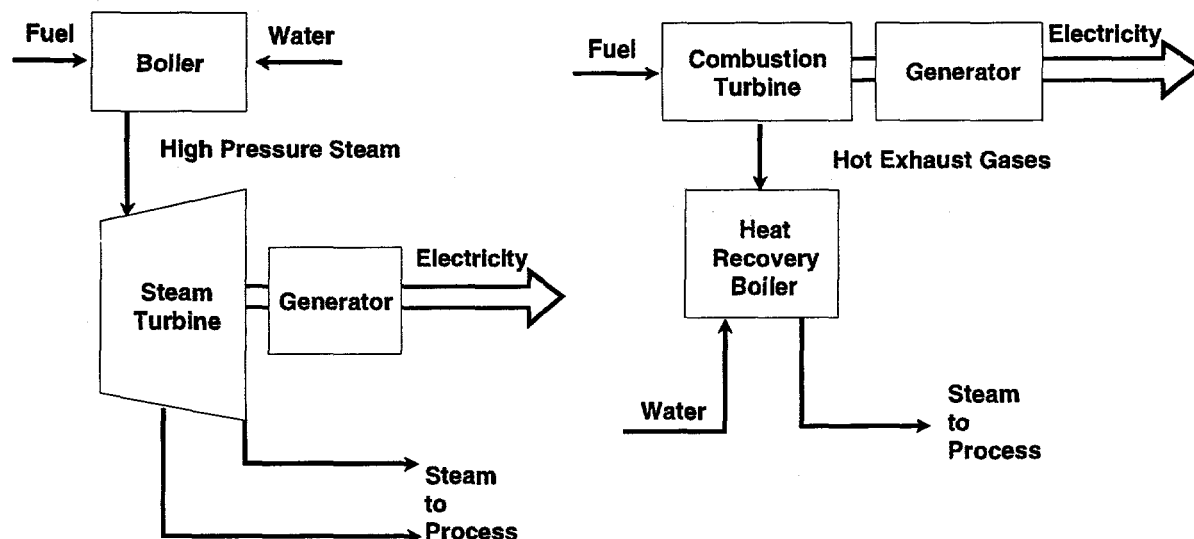 Fuel
Boiler
Water
High Pressure Steam
Steam
Turbine
Generator
Electricity
Steam
to
Process
Fuel
Combustion
Turbine
Generator
Electricity
Hot Exhaust Gases
Heat
Recovery
Boiler
Water
Steam
to
Process